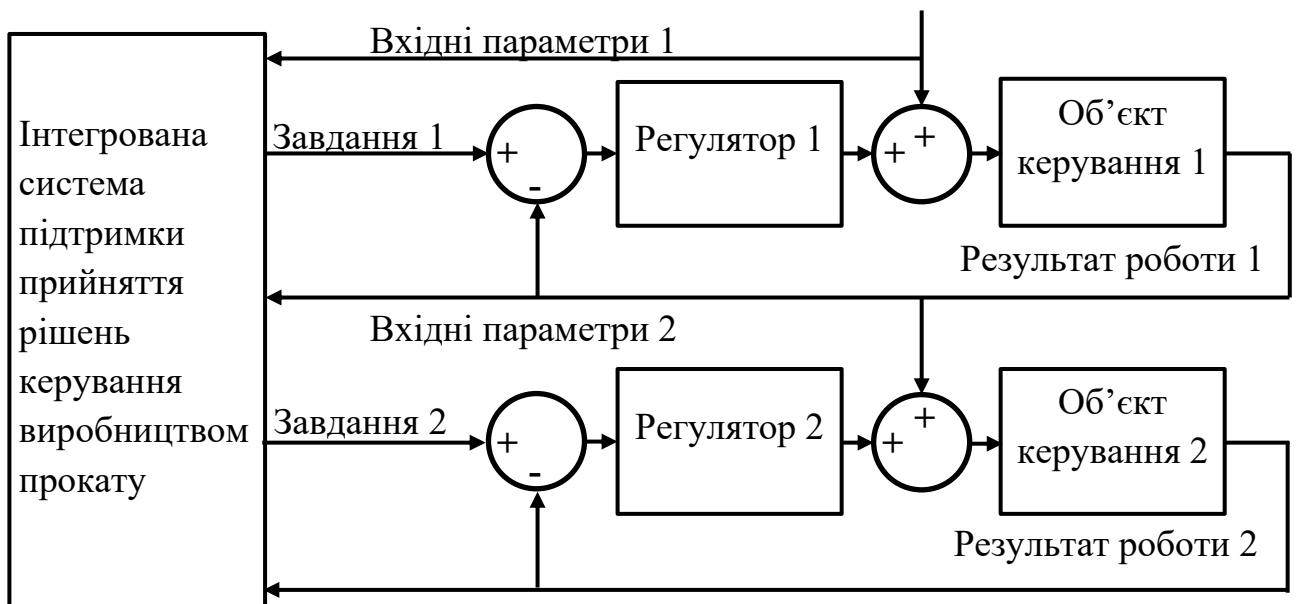 Вхідні параметри 1
Інтегрована
система
підтримки
прийняття
рішень
керування
виробництвом
прокату
Завдання 1
+
-
Регулятор 1
+
+
Об’єкт
керування 1
Результат роботи 1
Вхідні параметри 2
Завдання 2
+
-
Регулятор 2
+
+
Об’єкт
керування 2
Результат роботи 2